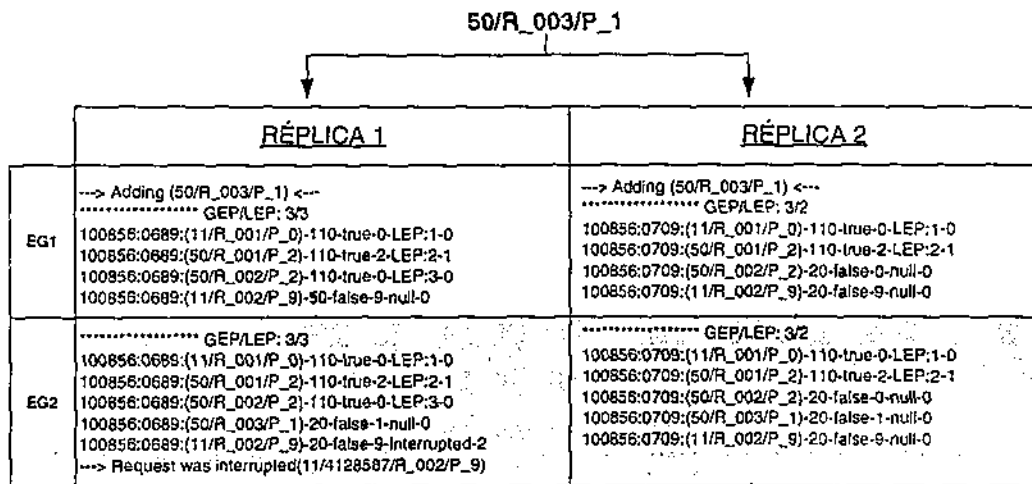 50/R_003/P_1
RÉPLICA 1
RÉPLICA 2
EG1
---> Adding (50/R_003/P_1) <---
******************* GEP/LEP: 3/3
100856:0689:(11/R_001/P_0)-110-true-0-LEP:1-0
100856:0689:(50/R_001/P_2)-110-true-2-LEP:2-1
100856:0689:(50/R_002/P_2)-110-true-0-LEP:3-0
100856:0689:(11/R_002/P_9)-50-false-9-null-0
---> Adding (50/R_003/P_1) <---
******************* GEP/LEP: 3/2
100856:0709:(11/R_001/P_0)-110-true-0-LEP:1-0
100856:0709:(50/R_001/P_2)-110-true-2-LEP:2-1
100856:0709:(50/R_002/P_2)-20-false-0-null-0
100856:0709:(11/R_002/P_9)-20-false-9-null-0
EG2
******************* GEP/LEP: 3/3
100856:0689:(11/R_001/P_0)-110-true-0-LEP:1-0
100856:0689:(50/R_001/P_2)-110-true-2-LEP:2-1
100856:0689:(50/R_002/P_2)-110-true-0-LEP:3-0
100856:0689:(50/R_003/P_1)-20-false-1-null-0
100856:0689:(11/R_002/P_9)-20-false-9-Interrupted-2
---> Request was interrupted(11/4128587/R_002/P_9)
******************* GEP/LEP: 3/2
100856:0709:(11/R_001/P_0)-110-true-0-LEP:1-0
100856:0709:(50/R_001/P_2)-110-true-2-LEP:2-1
100856:0709:(50/R_002/P_2)-20-false-0-null-0
100856:0709:(50/R_003/P_1)-20-false-1-null-0
100856:0709:(11/R_002/P_9)-20-false-9-null-0